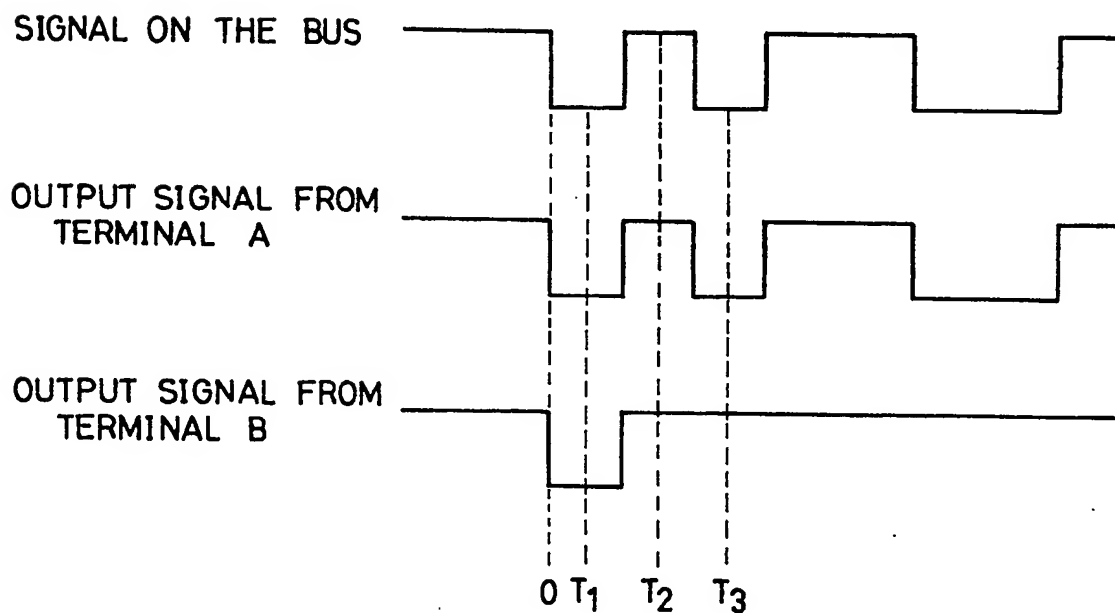 SIGNAL ON THE BUS
OUTPUT SIGNAL FROM
TERMINAL A
OUTPUT SIGNAL FROM
TERMINAL B
0 T1 T2 T3